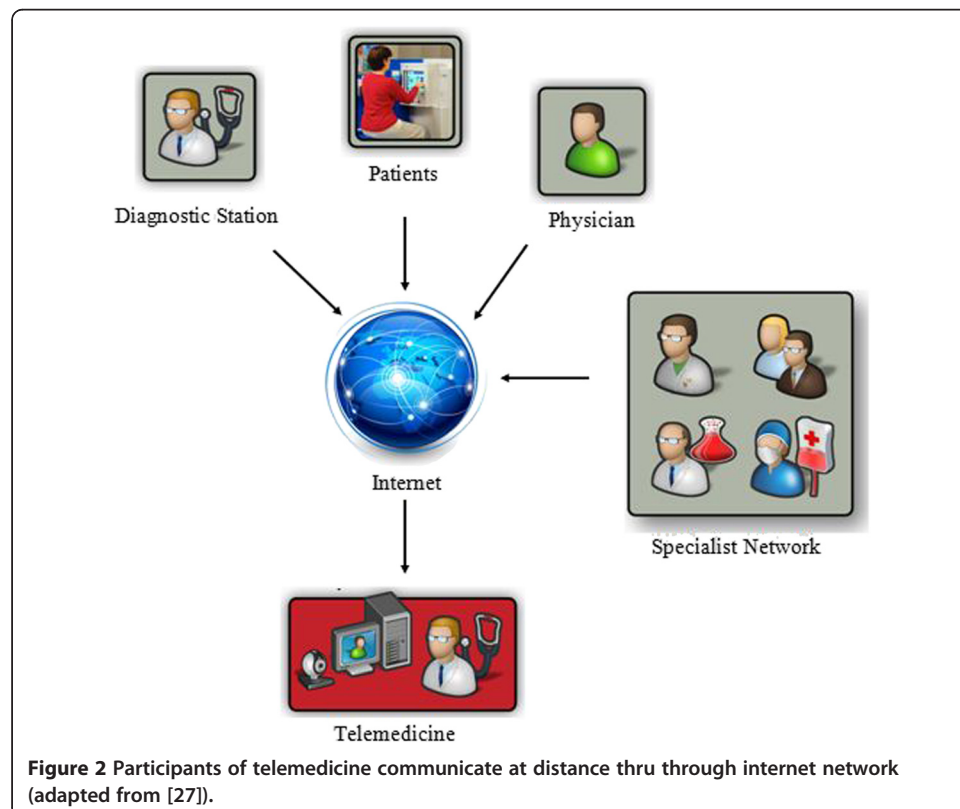 Patients
Diagnostic Station
Physician
Internet
Specialist Network
Telemedicine
Figure 2 Participants of telemedicine communicate at distance thru through internet network
(adapted from [27]).